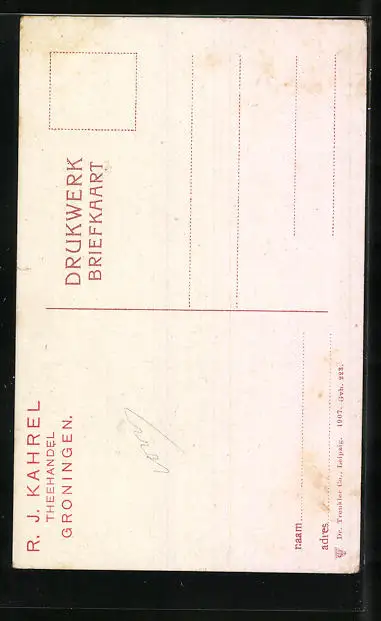 R. J. KAHREL
THEEHANDEL
GRONINGEN.
DRUKWERK
BRIEFKAART
naam
adres
Dr. Trenkler Co., Leipzig. 1907. Grb. 223.